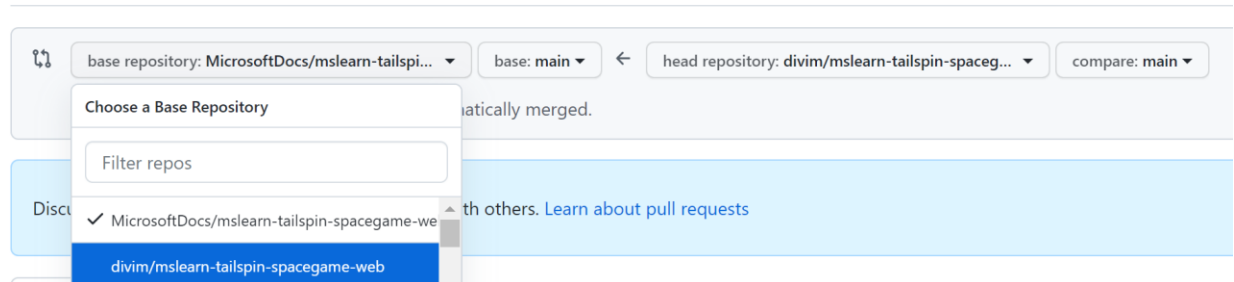 base repository: MicrosoftDocs/mslearn-tailspi... base: main head repository: divim/mslearn-tailspin-spaceg... compare: main
Choose a Base Repository
atically merged.
Filter repos
Discu th others. Learn about pull requests
MicrosoftDocs/mslearn-tailspin-spacegame-we
divim/mslearn-tailspin-spacegame-web